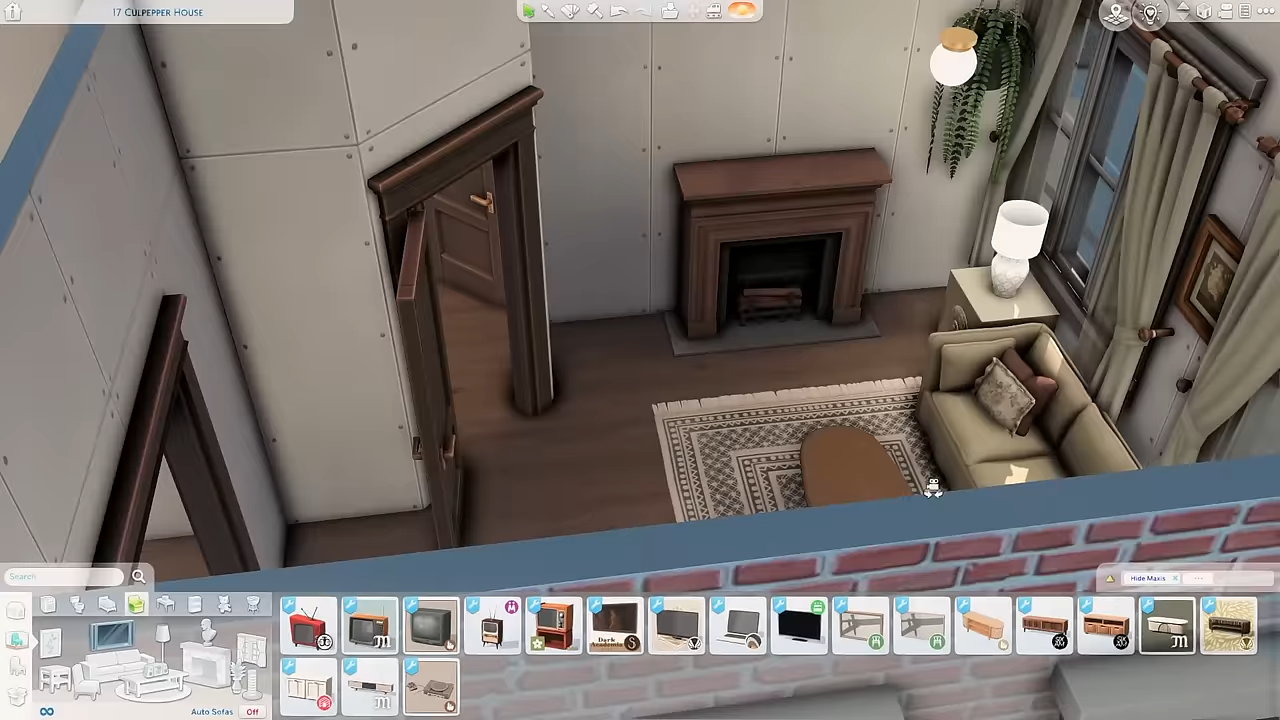 17 Culpepper House
Search
Hide Maxis
Dark
Academia
Auto Sofas
Off